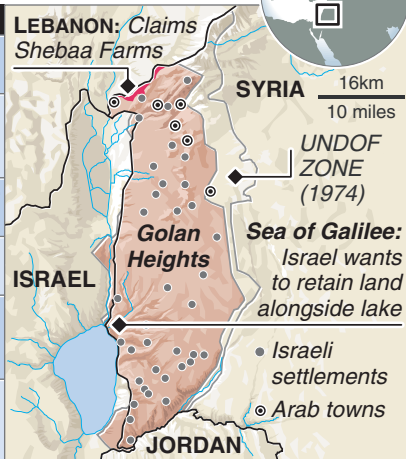 LEBANON: Claims
Shebaa Farms
SYRIA
16km
10 miles
UNDOF
ZONE
(1974)
Golan
Heights
Sea of Galilee:
Israel wants
to retain land
alongside lake
ISRAEL
Israeli
settlements
Arab towns
JORDAN